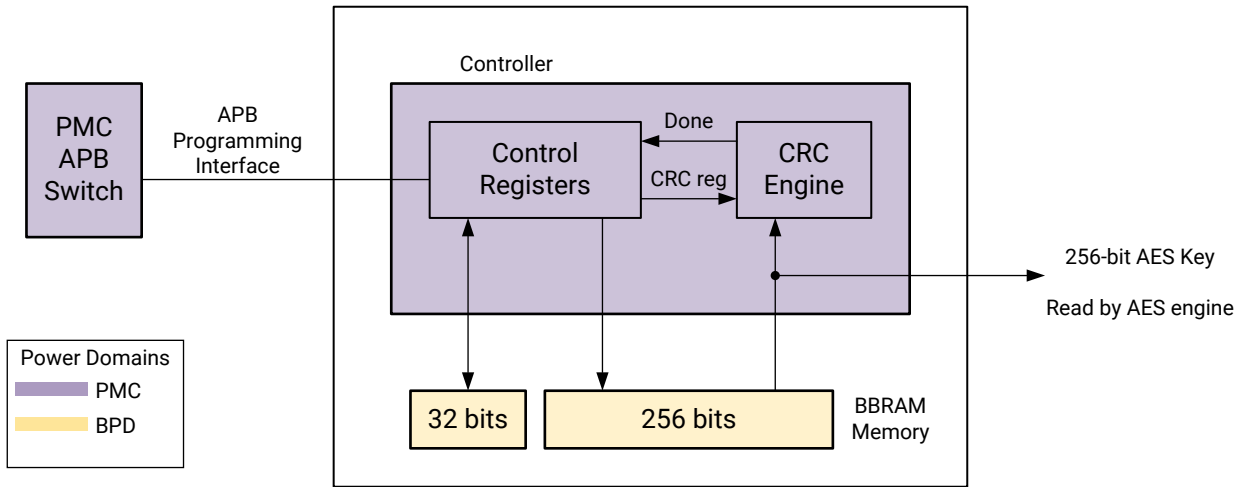 Controller
PMC
APB
Switch
APB
Programming
Interface
Control
Registers
Done
CRC reg
CRC
Engine
256-bit AES Key
Read by AES engine
Power Domains
PMC
BPD
32 bits
256 bits
BBRAM
Memory